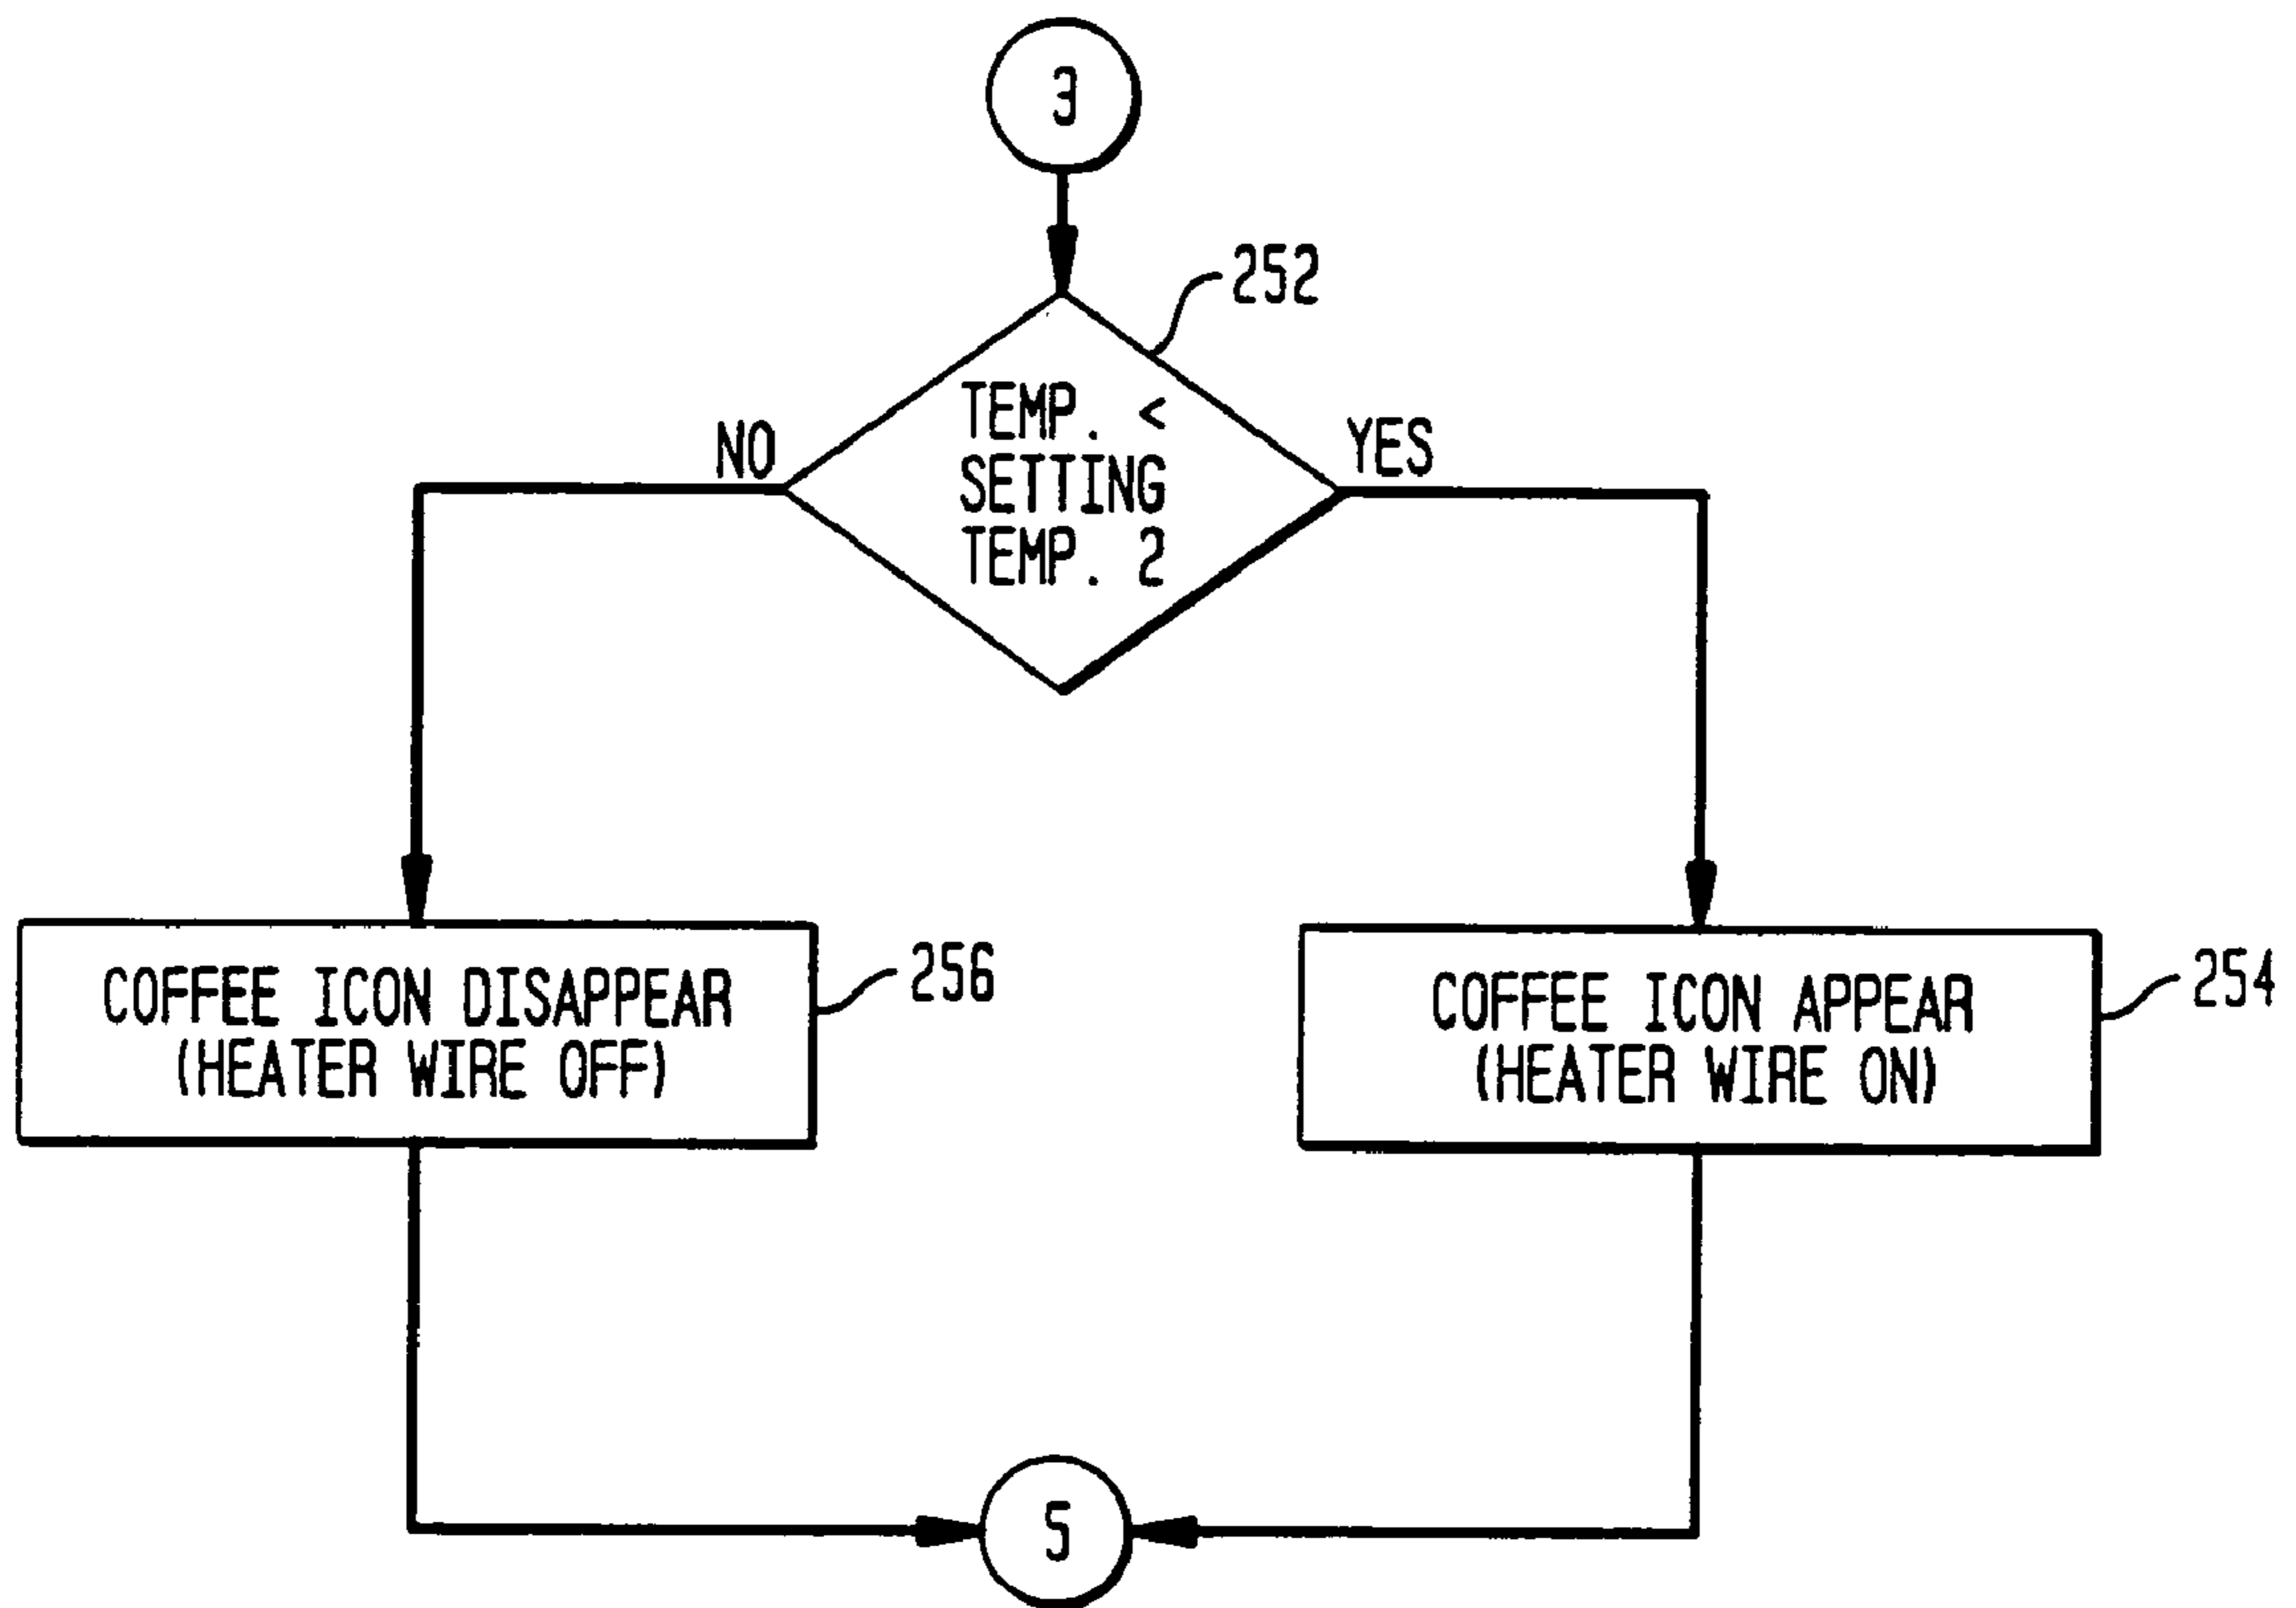 3
252
TEMP. <
SETTING
TEMP. 2
NO
YES
COFFEE ICON DISAPPEAR
(HEATER WIRE OFF)
256
COFFEE ICON APPEAR
(HEATER WIRE ON)
254
5